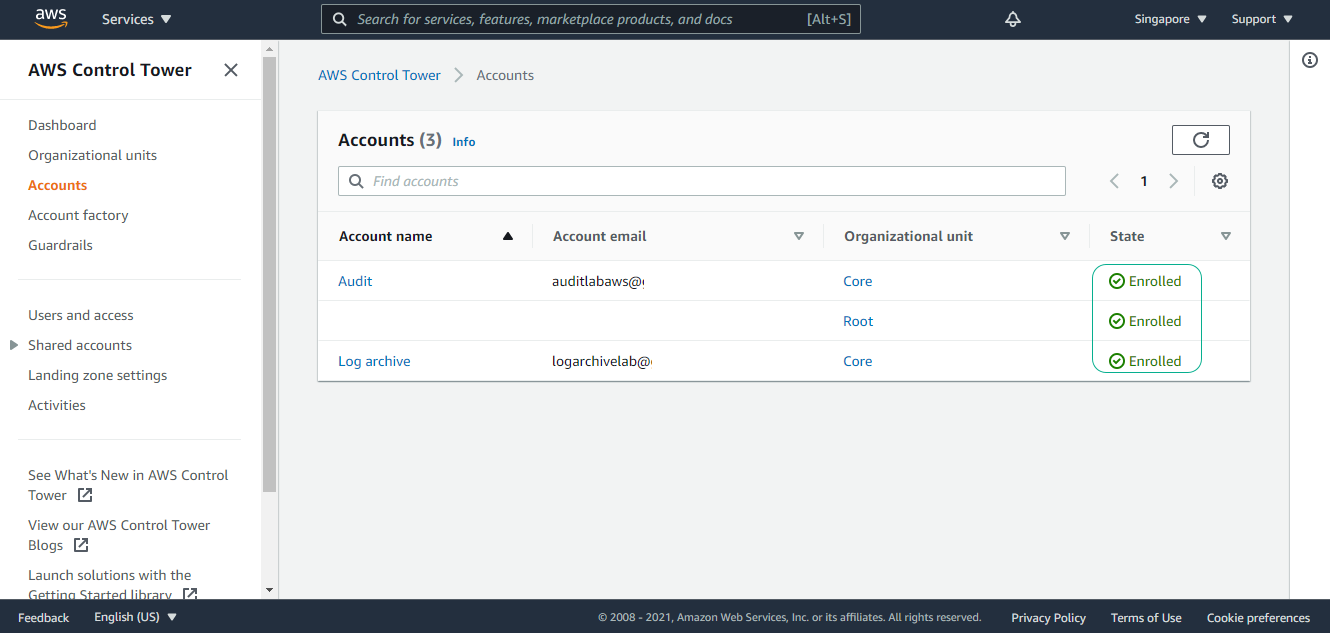 aws Services Search for services, features, marketplace products, and docs [Alt+S] Singapore Support
AWS Control Tower
Dashboard
Organizational units
Accounts
Account factory
Guardrails
Users and access
Shared accounts
Landing zone settings
Activities
See What's New in AWS Control
Tower
View our AWS Control Tower
Blogs
Launch solutions with the
Getting Started library
AWS Control Tower > Accounts
Accounts (3) Info
Find accounts 1
Account name Account email Organizational unit State
Audit auditlabaws@ Core Enrolled
Root Enrolled
Log archive logarchivelab@ Core Enrolled
Feedback English (US) © 2008 - 2021, Amazon Web Services, Inc. or its affiliates. All rights reserved. Privacy Policy Terms of Use Cookie preferences